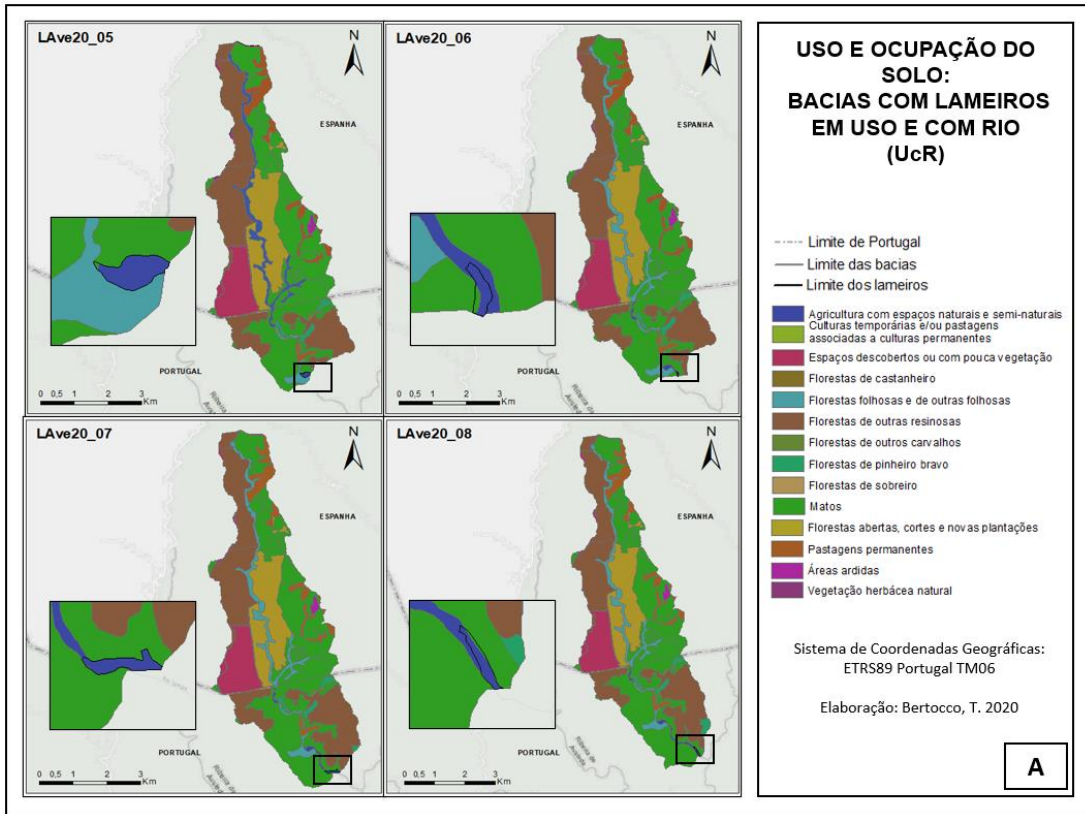 LAve20_05
N
ESPANHA
PORTUGAL
0 0,5 1 2 3
Km
LAve20_06
N
ESPANHA
PORTUGAL
0 0,5 1 2 3
Km
LAve20_07
N
ESPANHA
PORTUGAL
0 0,5 1 2 3
Km
LAve20_08
N
ESPANHA
PORTUGAL
0 0,5 1 2 3
Km
USO E OCUPAÇÃO DO
SOLO:
BACIAS COM LAMEIROS
EM USO E COM RIO
(UcR)
Limite de Portugal
Limite das bacias
Limite dos lameiros
Agricultura com espaços naturais e semi-naturais
Culturas temporárias e/ou pastagens
associadas a culturas permanentes
Espaços descobertos ou com pouca vegetação
Florestas de castanheiro
Florestas folhosas e de outras folhosas
Florestas de outras resinosas
Florestas de outros carvalhos
Florestas de pinheiro bravo
Florestas de sobreiro
Matos
Florestas abertas, cortes e novas plantações
Pastagens permanentes
Áreas ardidas
Vegetação herbácea natural
Sistema de Coordenadas Geográficas:
ETRS89 Portugal TM06
Elaboração: Bertocco, T. 2020
A